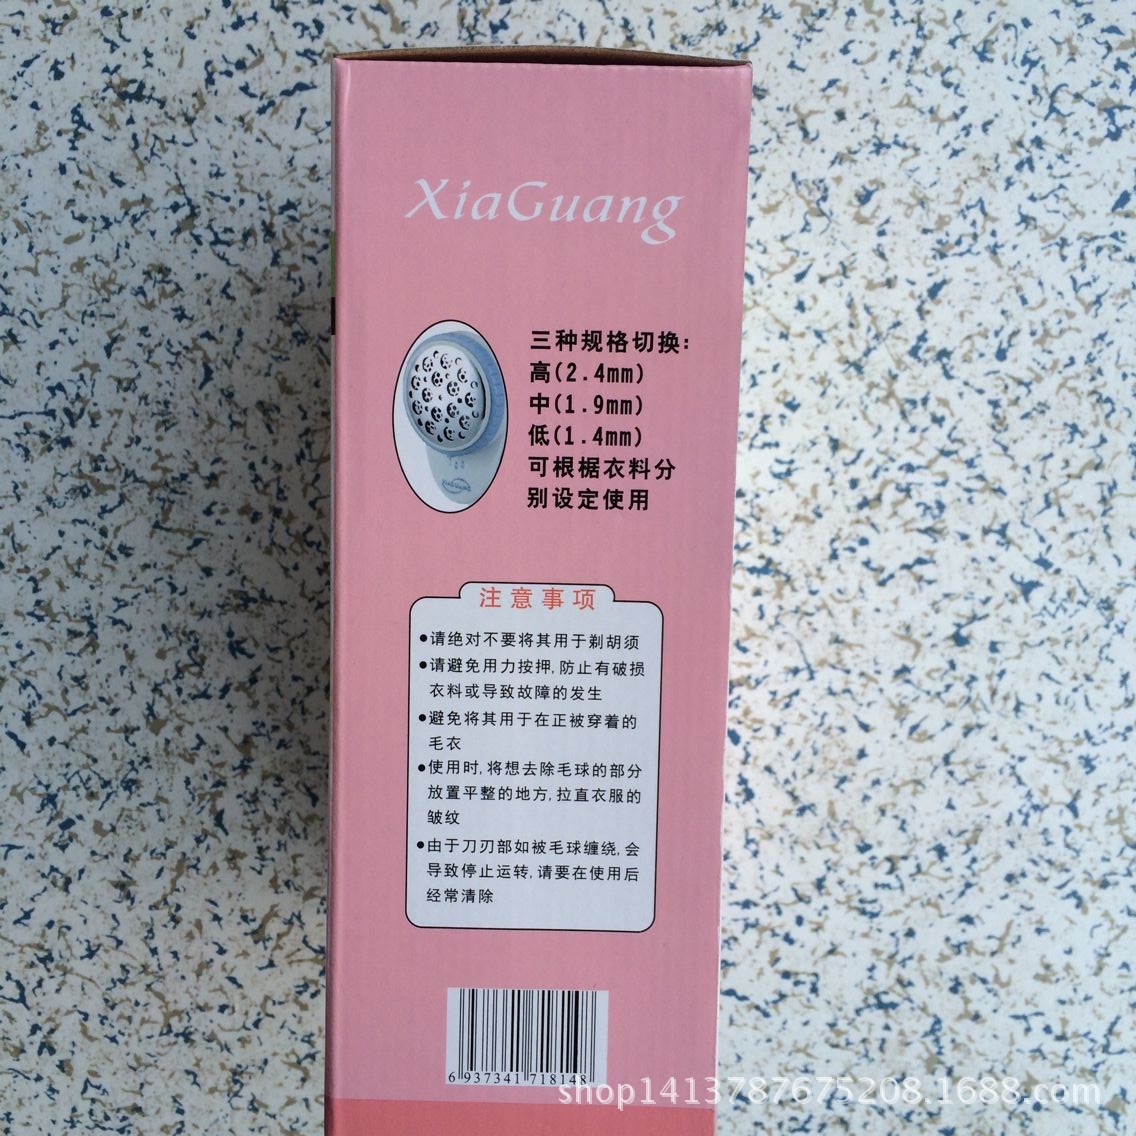 XiaGuang
三种规格切换:
高(2.4mm)
中(1.9mm)
低(1.4mm)
可根椐衣料分
别设定使用
XiaGuang
注意事项
●请绝对不要将其用于剃胡须
●请避免用力按押,防止有破损
衣料或导致故障的发生
●避免将其用于在正被穿着的
毛衣
●使用时,将想去除毛球的部分
放置平整的地方,拉直衣服的
皱纹
●由于刀刃部如被毛球缠绕,会
导致停止运转,请要在使用后
经常清除
6 937341 718148
shop1413787675208.1688.com